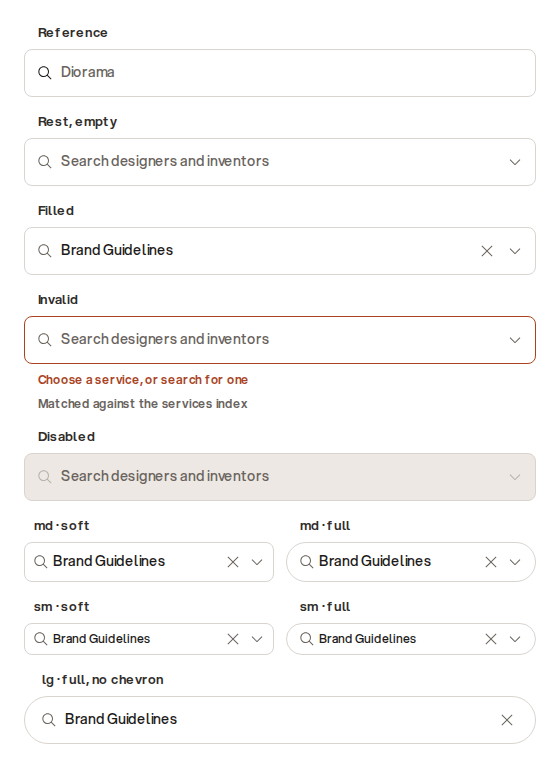 Reference
Diorama
Rest, empty
Search designers and inventors
Filled
Brand Guidelines
Invalid
Search designers and inventors
Choose a service, or search for one
Matched against the services index
Disabled
Search designers and inventors
md · soft
md · full
Brand Guidelines
Brand Guidelines
sm · soft
sm · full
Brand Guidelines
Brand Guidelines
lg · full, no chevron
Brand Guidelines